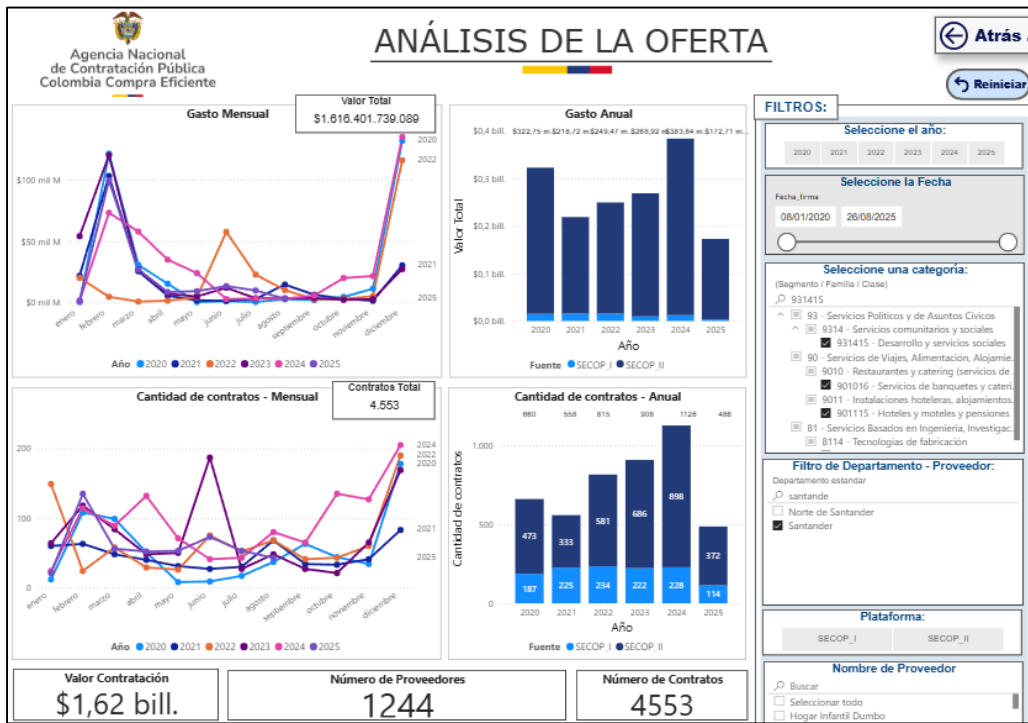 Agencia Nacional
de Contratación Pública
Colombia Compra Eficiente
ANÁLISIS DE LA OFERTA
Atrás
Reiniciar
Gasto Mensual
Valor Total
$1.616.401.739.089
$100 mil M
$50 mil M
$0 mil M
2020
2022
2021
2025
enero
febrero
marzo
abril
mayo
junio
julio
agosto
septiembre
octubre
noviembre
diciembre
Año 2020 2021 2022 2023 2024 2025
Gasto Anual
$0,4 bill.
$322,75 m... $218,72 m... $249,47 m... $268,92 m... $383,84 m... $172,71 m...
$0,3 bill.
$0,2 bill.
$0,1 bill.
$0,0 bill.
Valor Total
2020 2021 2022 2023 2024 2025
Año
Fuente SECOP_I SECOP_II
FILTROS:
Seleccione el año:
2020 2021 2022 2023 2024 2025
Seleccione la Fecha
Fecha_firma
08/01/2020 26/08/2025
Seleccione una categoría:
(Segmento / Familia / Clase)
931415
93 - Servicios Políticos y de Asuntos Cívicos
9314 - Servicios comunitarios y sociales
931415 - Desarrollo y servicios sociales
90 - Servicios de Viajes, Alimentación, Alojamie...
9010 - Restaurantes y catering (servicios de ...
901016 - Servicios de banquetes y cateri...
9011 - Instalaciones hoteleras, alojamientos...
901115 - Hoteles y moteles y pensiones
81 - Servicios Basados en Ingeniería, Investigac...
8114 - Tecnologías de fabricación
Cantidad de contratos - Mensual
Contratos Total
4.553
200
100
0
2024
2022
2020
2021
2025
enero
febrero
marzo
abril
mayo
junio
julio
agosto
septiembre
octubre
noviembre
diciembre
Año 2020 2021 2022 2023 2024 2025
Cantidad de contratos - Anual
660 558 815 908 1126 486
1.000
500
0
Cantidad de contratos
473 333 581 686 898 372
187 225 234 222 228 114
2020 2021 2022 2023 2024 2025
Año
Fuente SECOP_I SECOP_II
Filtro de Departamento - Proveedor:
Departamento estandar
santande
Norte de Santander
Santander
Plataforma:
SECOP_I SECOP_II
Nombre de Proveedor
Buscar
Seleccionar todo
Hogar Infantil Dumbo
Valor Contratación
$1,62 bill.
Número de Proveedores
1244
Número de Contratos
4553